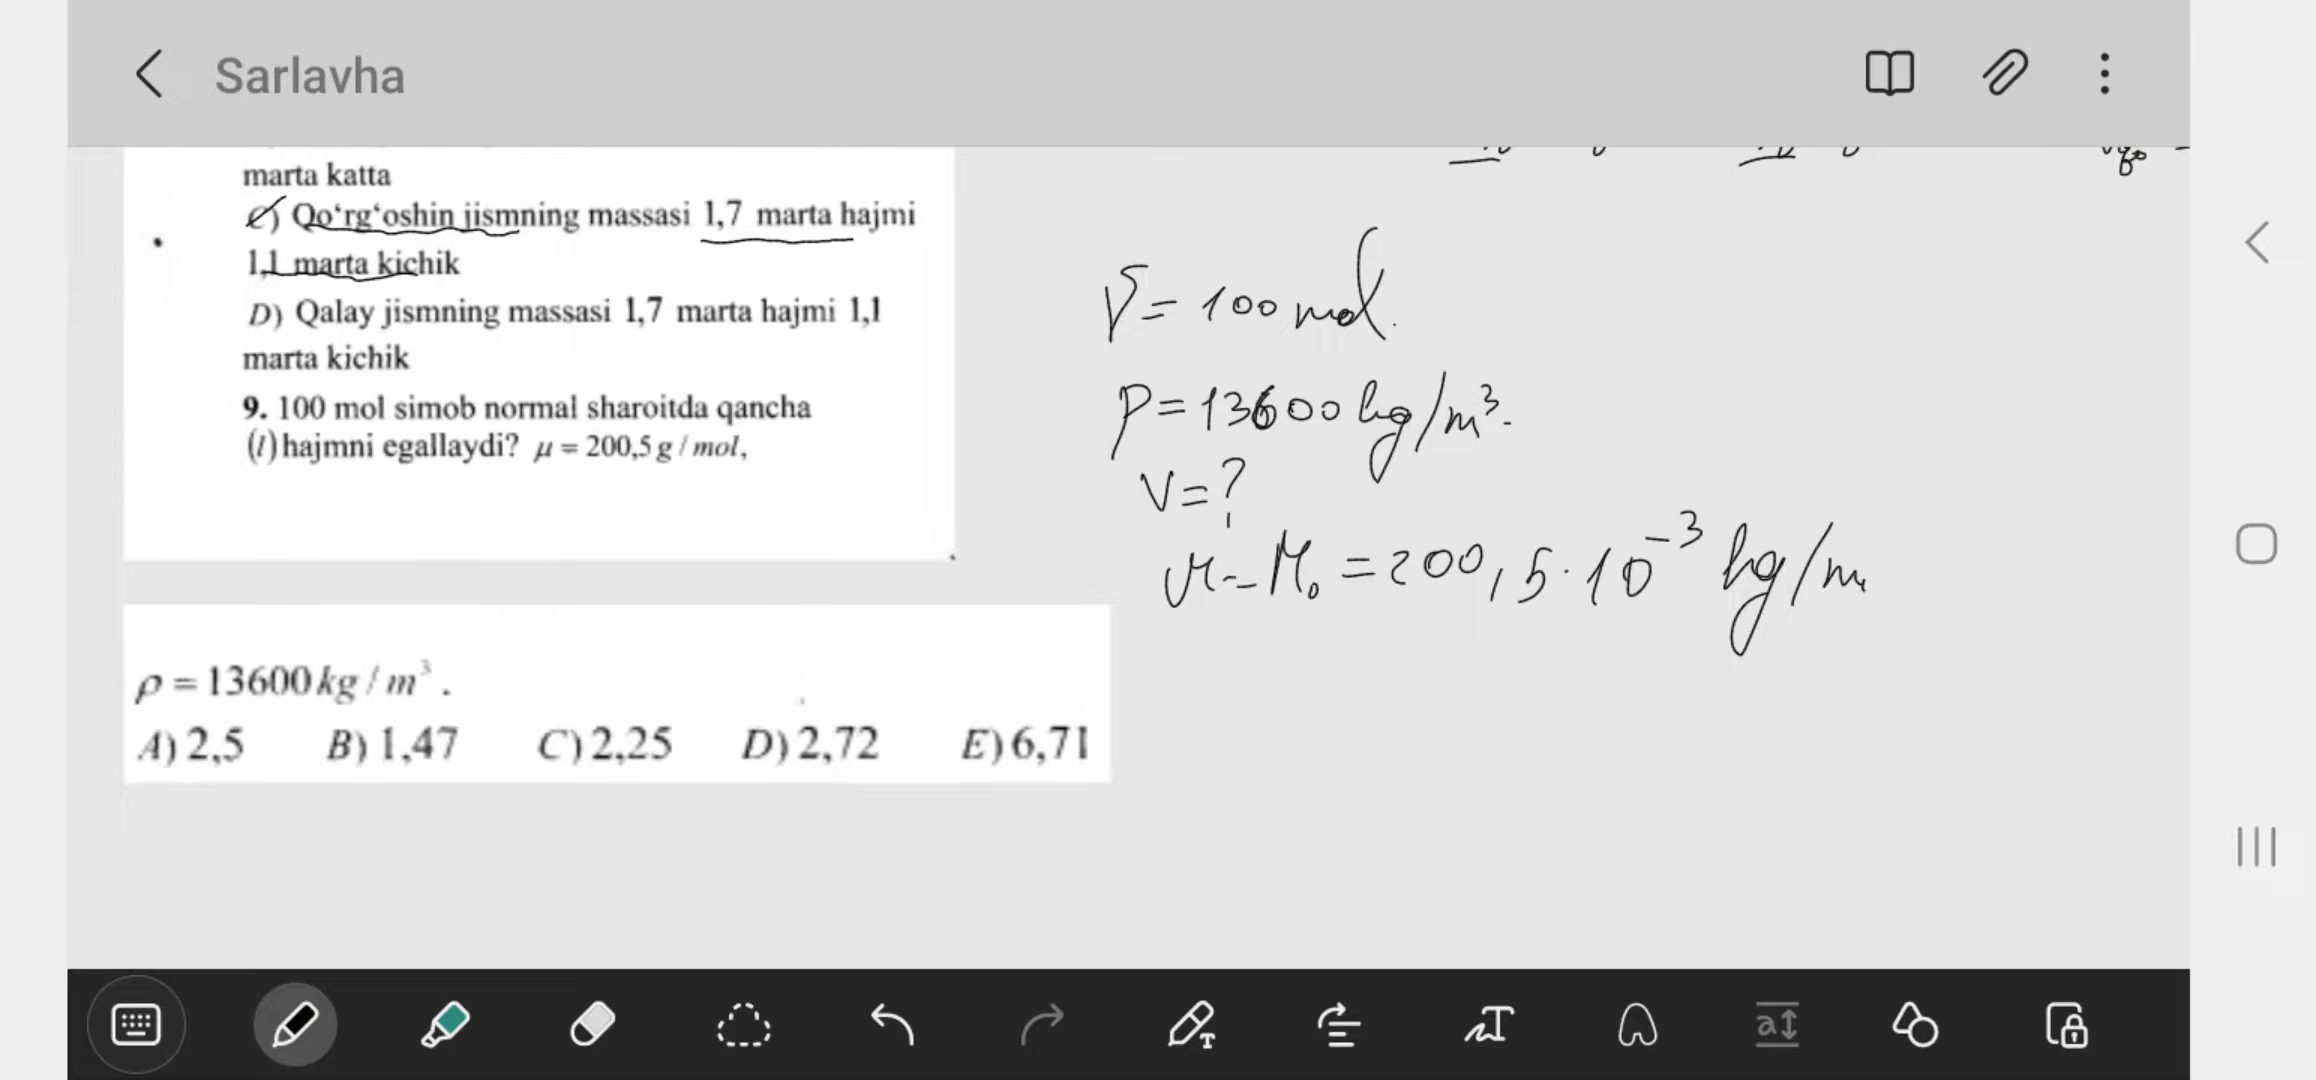 Sarlavha
marta katta
C) Qo‘rg‘oshin jismning massasi 1,7 marta hajmi
1,1 marta kichik
D) Qalay jismning massasi 1,7 marta hajmi 1,1
marta kichik
9. 100 mol simob normal sharoitda qancha
(l) hajmni egallaydi? μ = 200,5 g / mol,
ρ = 13600 kg / m³ .
A) 2,5 B) 1,47 C) 2,25 D) 2,72 E) 6,71
ν = 100 mol.
ρ = 13600 kg/m³.
V = ?
μ - M₀ = 200,5 · 10⁻³ kg/m